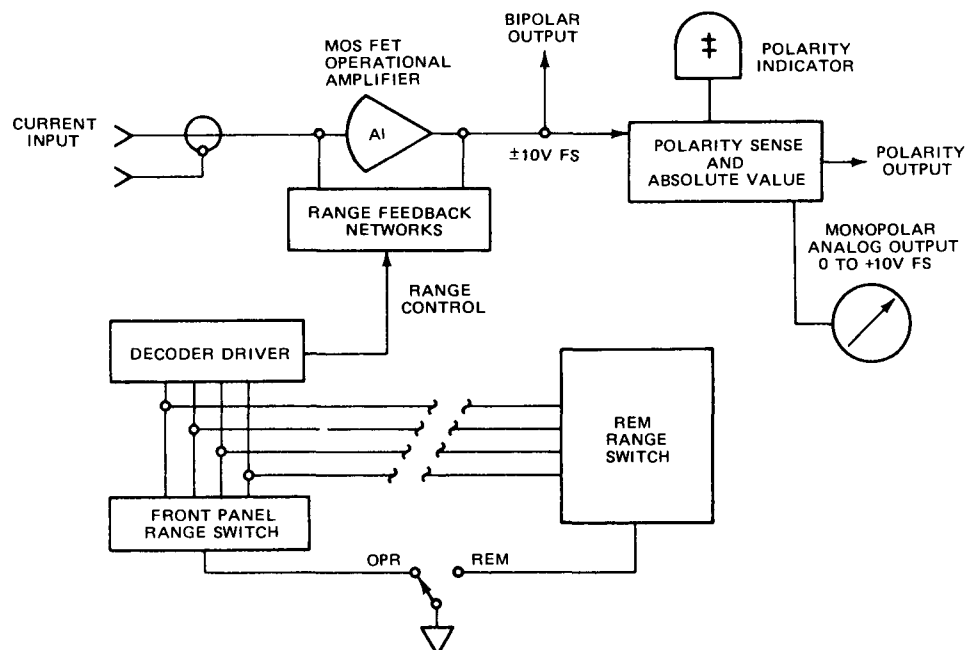 BIPOLAR
OUTPUT
MOS FET
OPERATIONAL
AMPLIFIER
POLARITY
INDICATOR
CURRENT
INPUT
A1
±10V FS
POLARITY SENSE
AND
ABSOLUTE VALUE
POLARITY
OUTPUT
RANGE FEEDBACK
NETWORKS
MONOPOLAR
ANALOG OUTPUT
0 TO +10V FS
RANGE
CONTROL
DECODER DRIVER
REM
RANGE
SWITCH
FRONT PANEL
RANGE SWITCH
OPR
REM